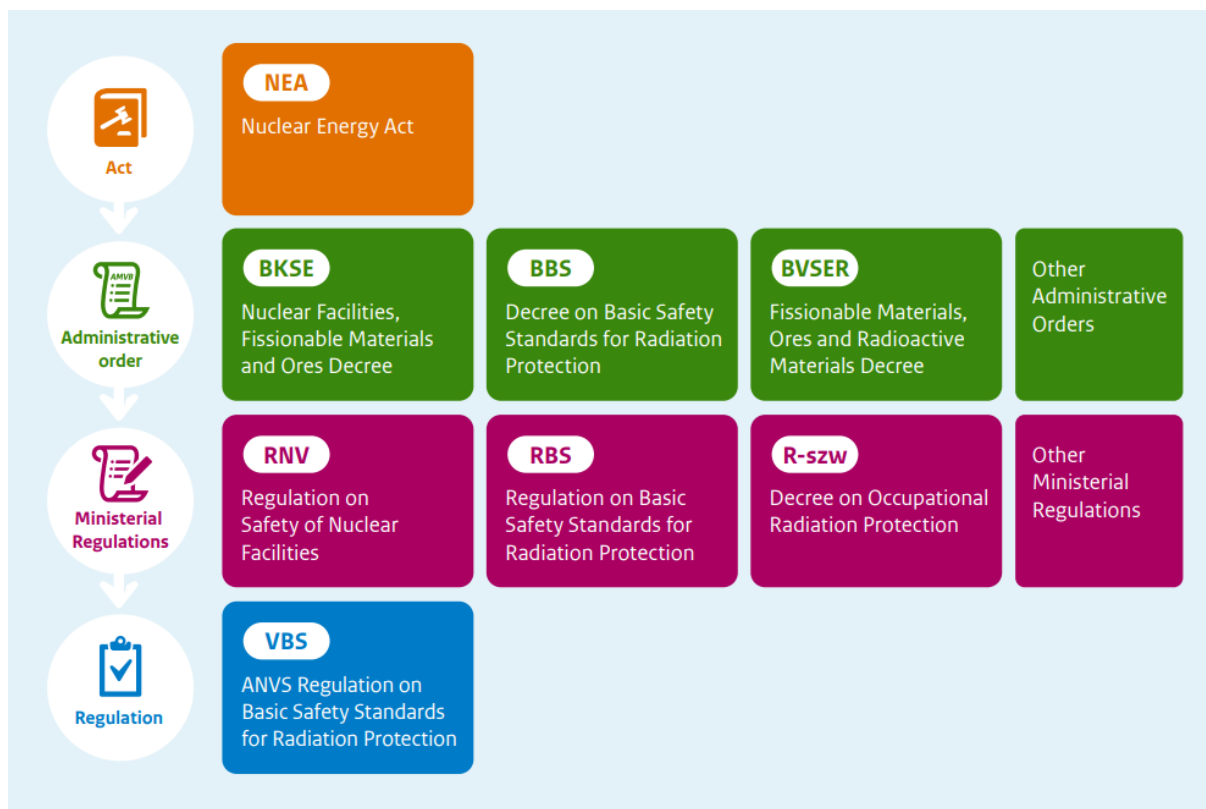 Act
NEA
Nuclear Energy Act
AMVB
Administrative
order
BKSE
Nuclear Facilities,
Fissionable Materials
and Ores Decree
BBS
Decree on Basic Safety
Standards for Radiation
Protection
BVSER
Fissionable Materials,
Ores and Radioactive
Materials Decree
Other
Administrative
Orders
Ministerial
Regulations
RNV
Regulation on
Safety of Nuclear
Facilities
RBS
Regulation on Basic
Safety Standards for
Radiation Protection
R-szw
Decree on Occupational
Radiation Protection
Other
Ministerial
Regulations
Regulation
VBS
ANVS Regulation on
Basic Safety Standards
for Radiation Protection